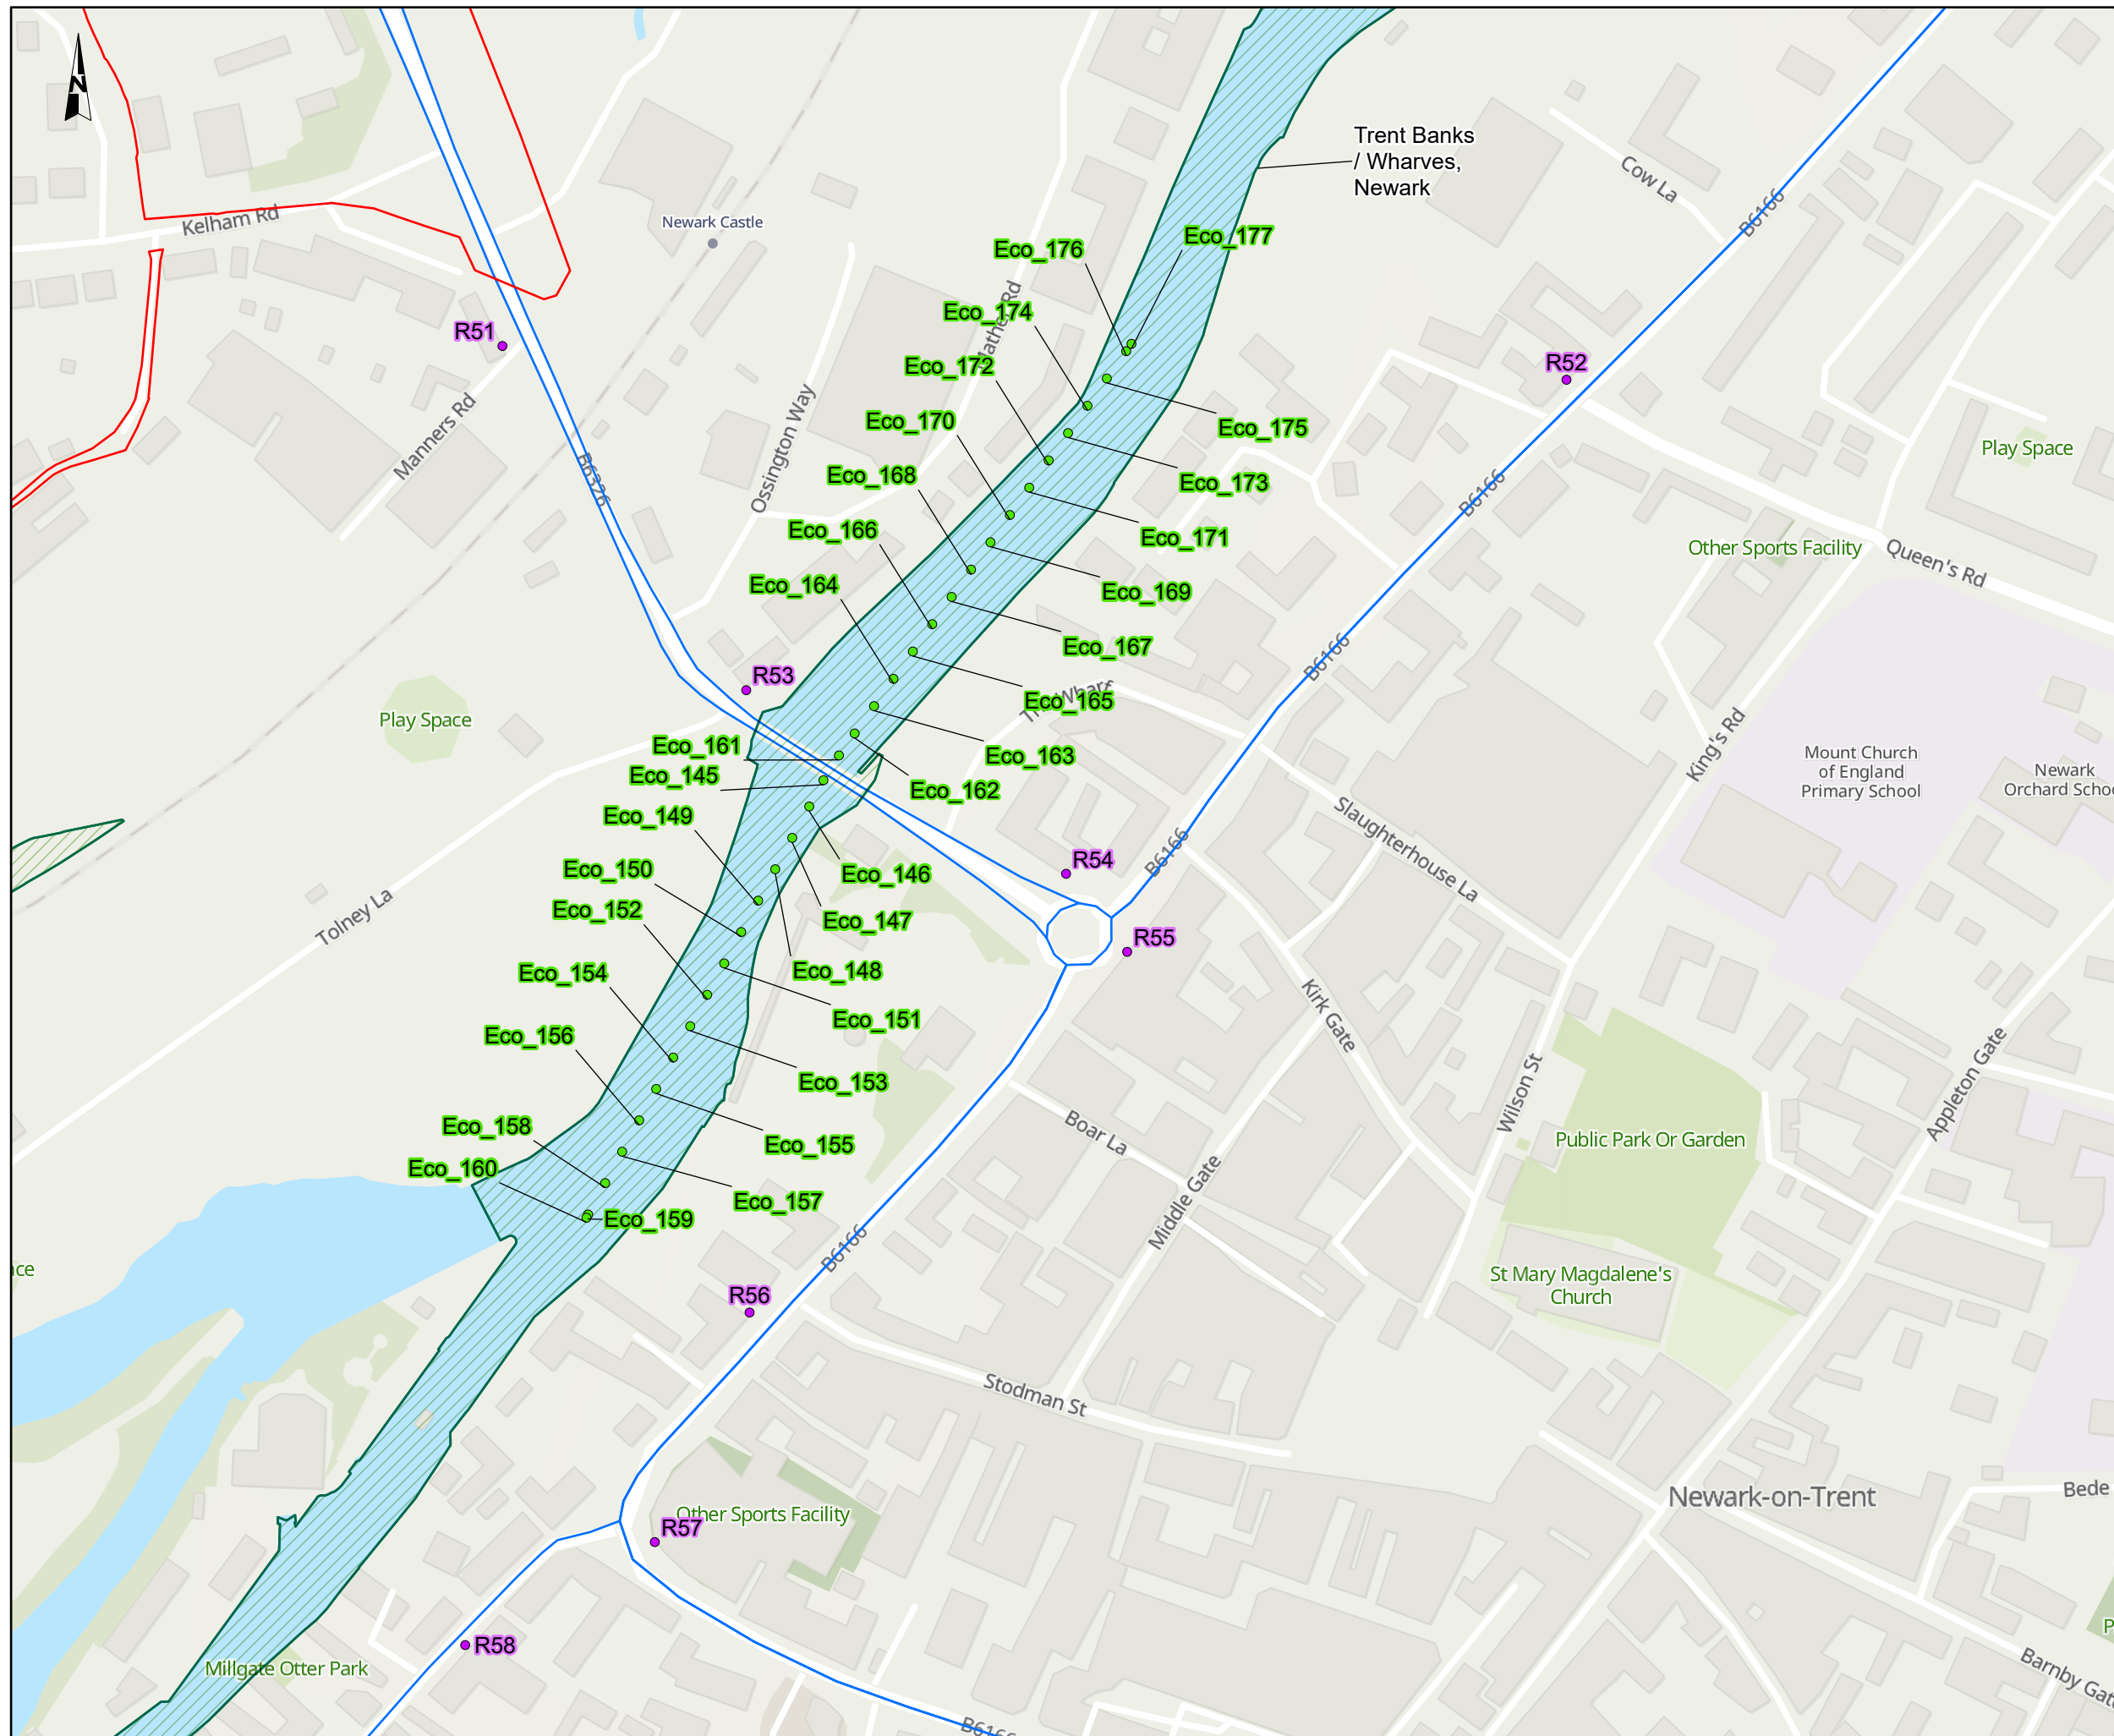 N
Trent Banks
/ Wharves,
Newark
Cow La
B6166
Kelham Rd
Newark Castle
Eco_176
Eco_177
Eco_174
R51
R52
Eco_172
Manners Rd
Ossington Way
Eco_170
Eco_175
Play Space
B6326
Eco_168
Eco_173
B6166
Eco_166
Eco_171
Other Sports Facility
Queen's Rd
Eco_164
Eco_169
Eco_167
B6166
R53
Eco_165
Play Space
Eco_161
Eco_163
King's Rd
Mount Church
of England
Primary School
Newark
Eco_145
Eco_162
Eco_149
Slaughterhouse La
B6166
Eco_150
Eco_146
R54
Tolney La
Eco_152
Eco_147
R55
Eco_154
Eco_148
Kirk Gate
Eco_151
Eco_156
Eco_153
Wilson St
Appleton Gate
Eco_158
Boar La
Eco_155
Public Park Or Garden
Eco_160
Eco_157
Middle Gate
Eco_159
B6166
St Mary Magdalene's
Church
R56
Stodman St
Newark-on-Trent
Bede
Other Sports Facility
R57
R58
Millgate Otter Park
Barnby Gate
B6166